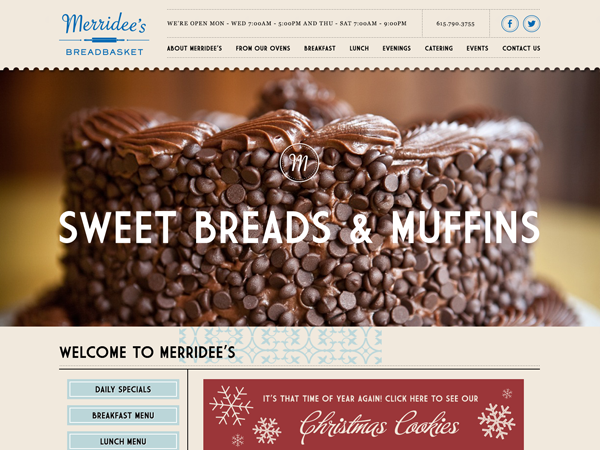 Merridee's
BREADBASKET
WE'RE OPEN MON - WED 7:00AM - 5:00PM AND THU - SAT 7:00AM - 9:00PM
615.790.3755
f
ABOUT MERRIDEE'S
FROM OUR OVENS
BREAKFAST
LUNCH
EVENINGS
CATERING
EVENTS
CONTACT US
M
SWEET BREADS & MUFFINS
WELCOME TO MERRIDEE'S
DAILY SPECIALS
BREAKFAST MENU
LUNCH MENU
IT'S THAT TIME OF YEAR AGAIN! CLICK HERE TO SEE OUR
Christmas Cookies